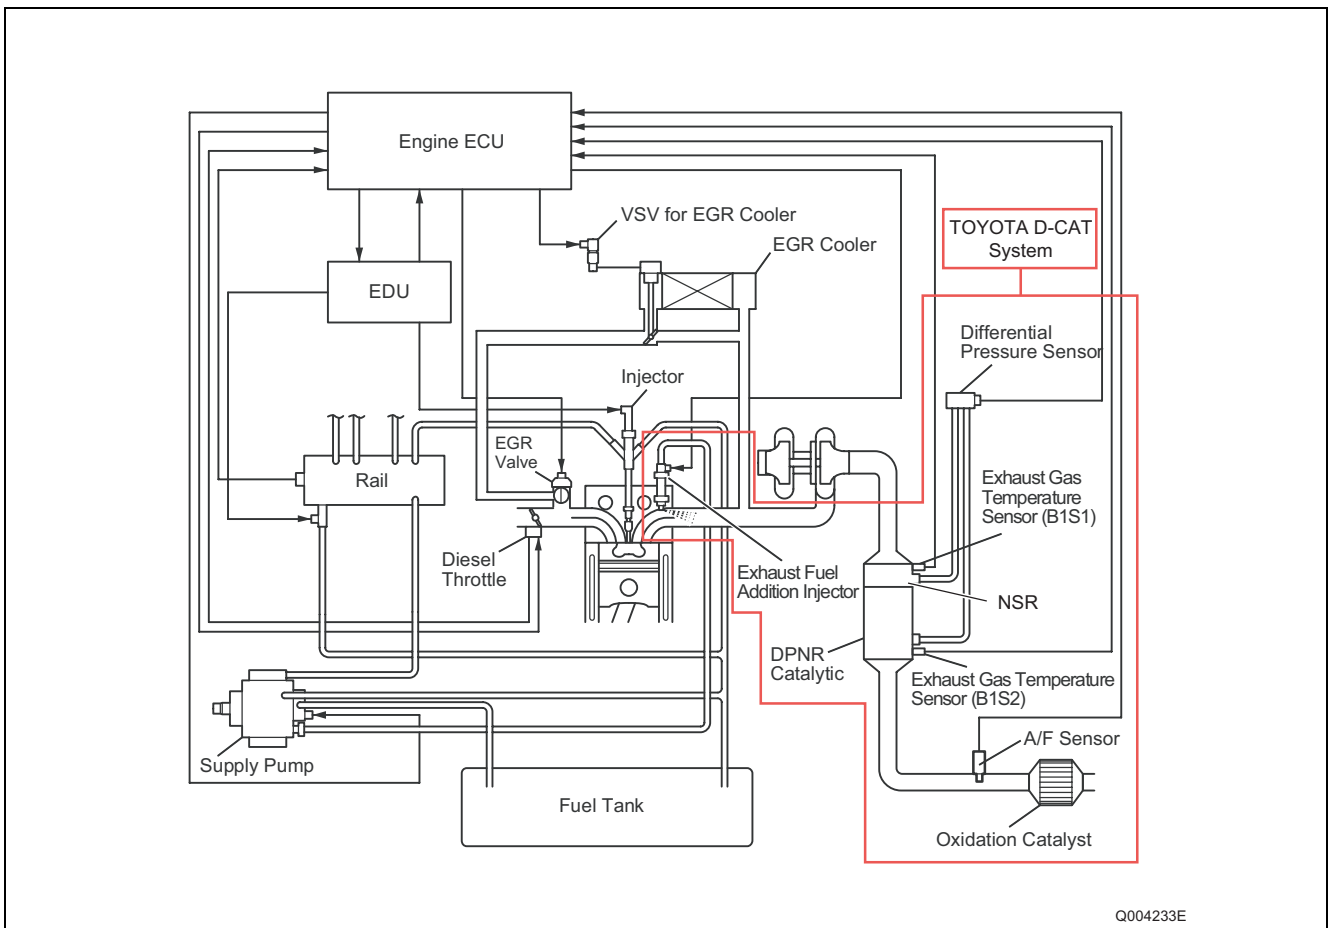 Engine ECU
VSV for EGR Cooler
EGR Cooler
TOYOTA D-CAT
System
EDU
Differential
Pressure Sensor
Injector
EGR
Valve
Rail
Exhaust Gas
Temperature
Sensor (B1S1)
Diesel
Throttle
Exhaust Fuel
Addition Injector
NSR
DPNR
Catalytic
Exhaust Gas Temperature
Sensor (B1S2)
A/F Sensor
Supply Pump
Fuel Tank
Oxidation Catalyst
Q004233E